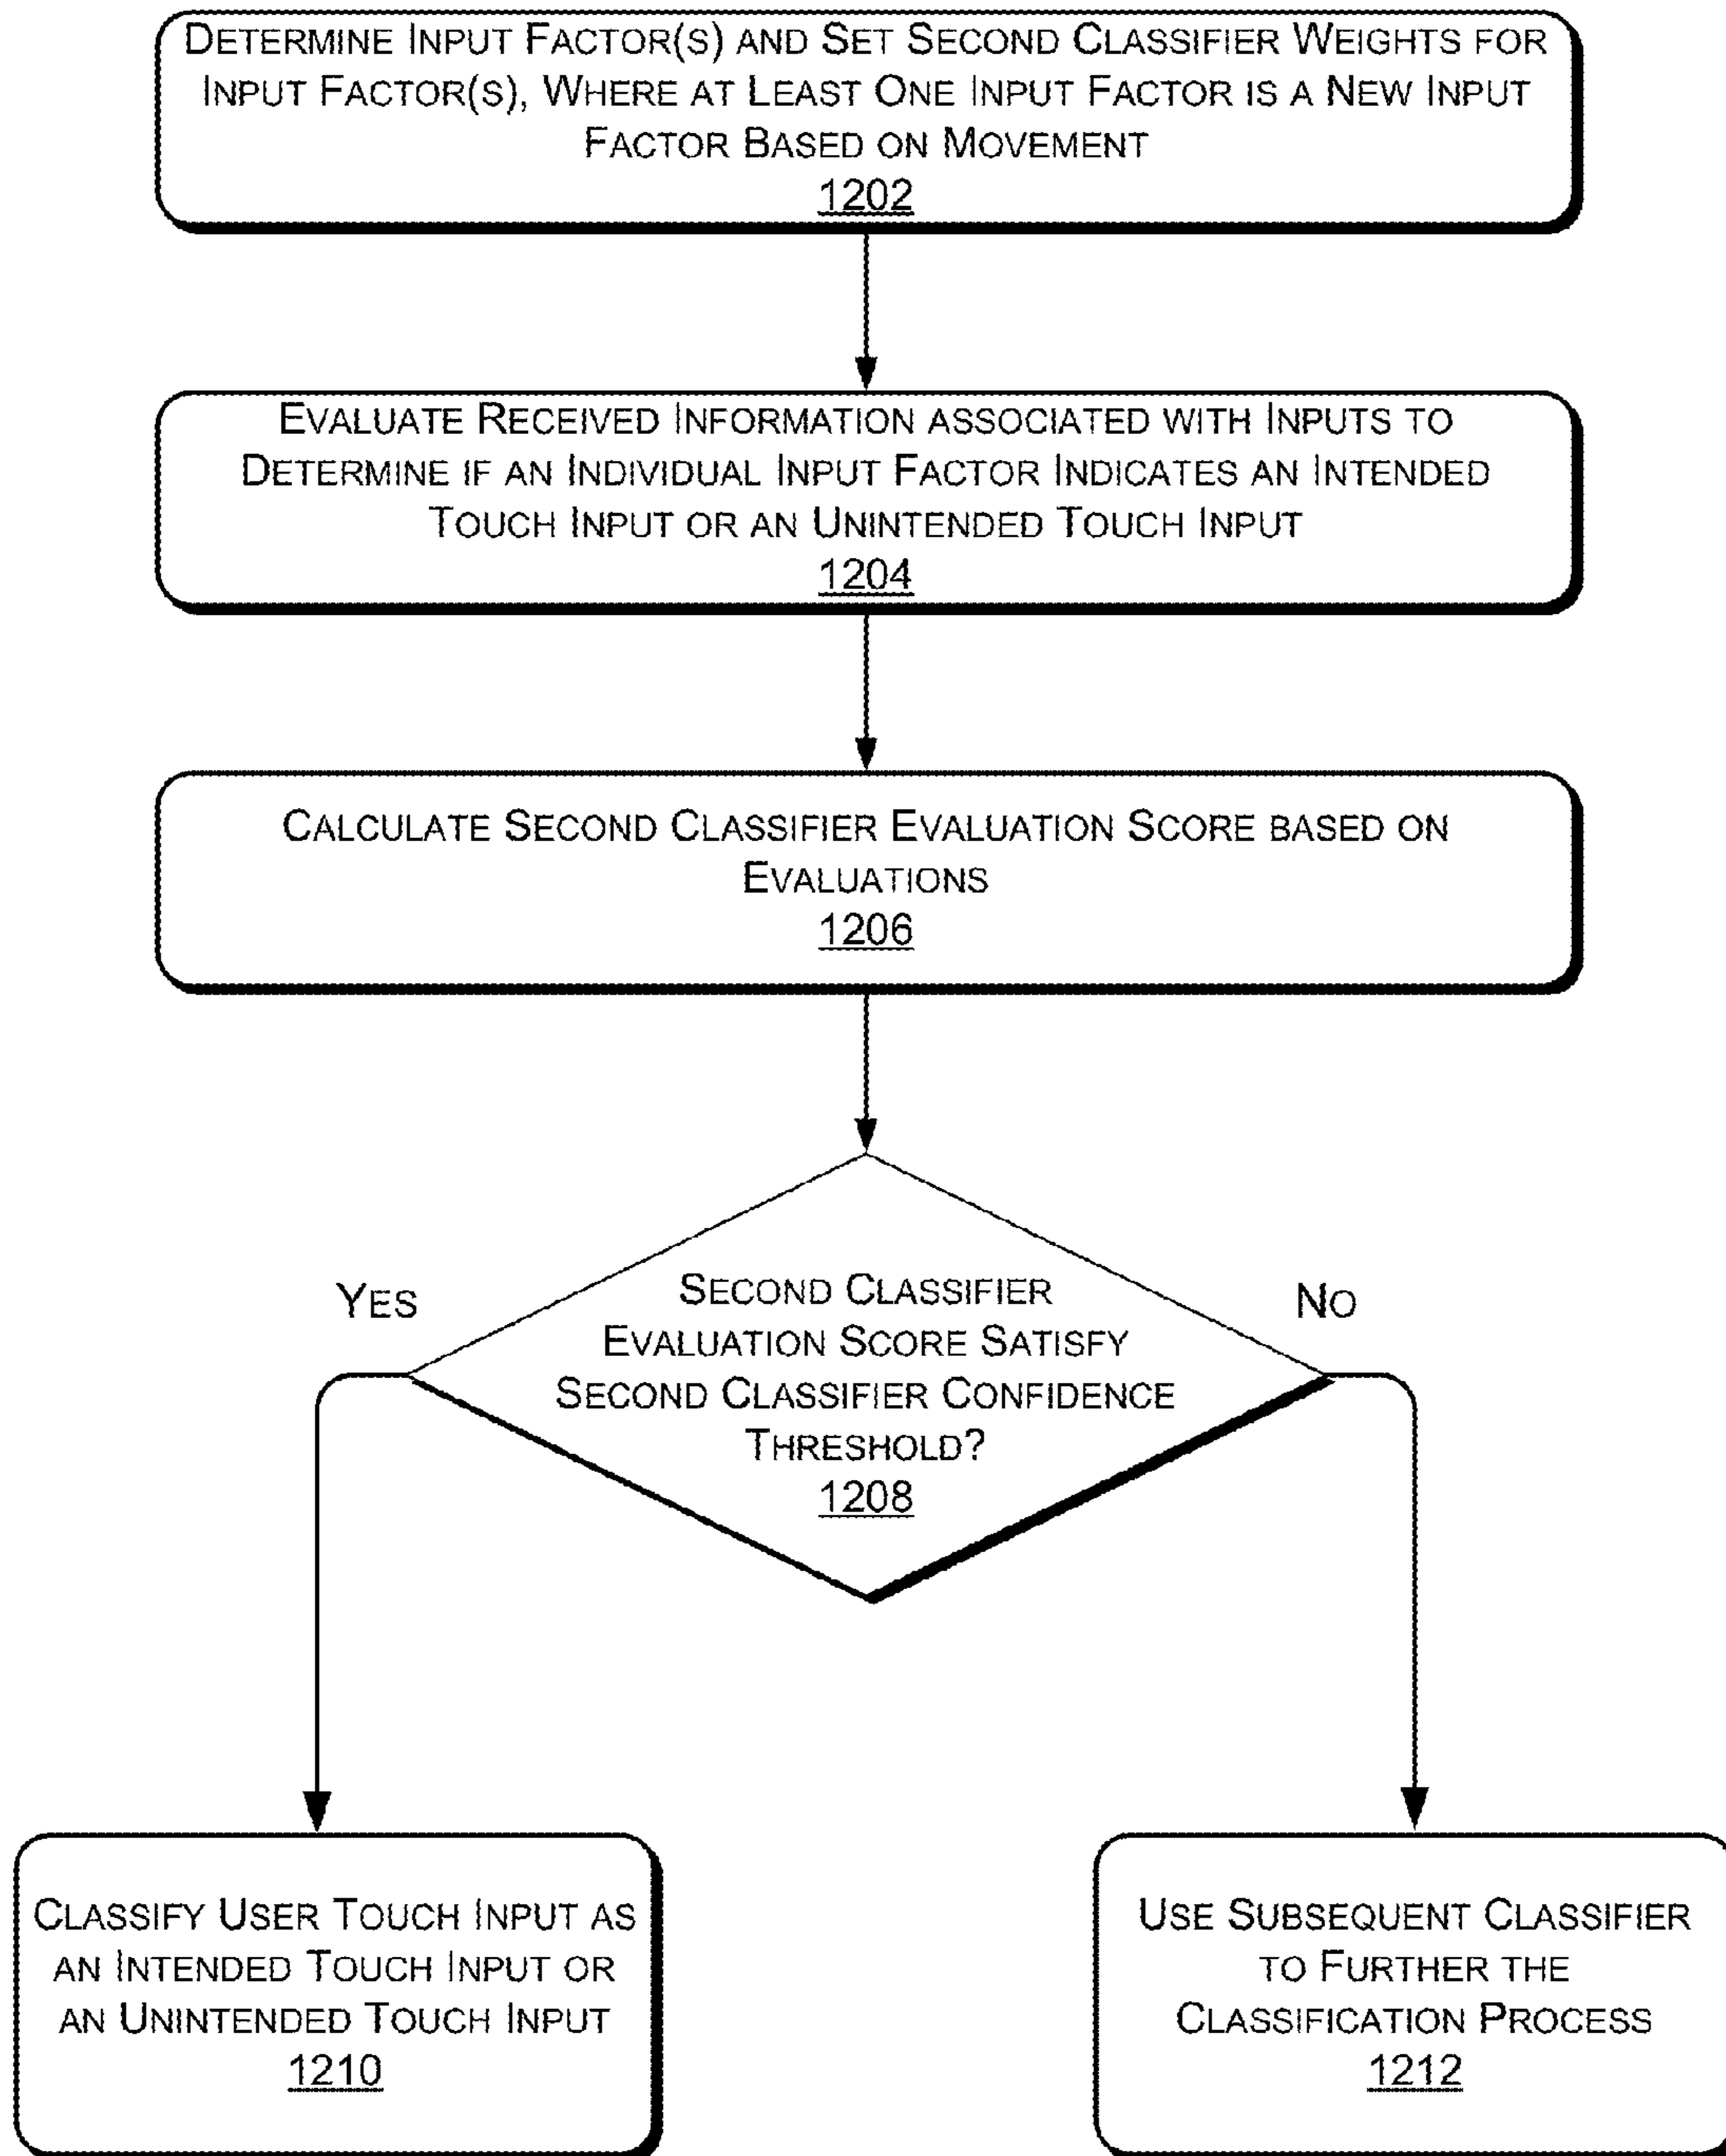 DETERMINE INPUT FACTOR(S) AND SET SECOND CLASSIFIER WEIGHTS FOR
INPUT FACTOR(S), WHERE AT LEAST ONE INPUT FACTOR IS A NEW INPUT
FACTOR BASED ON MOVEMENT
1202
EVALUATE RECEIVED INFORMATION ASSOCIATED WITH INPUTS TO
DETERMINE IF AN INDIVIDUAL INPUT FACTOR INDICATES AN INTENDED
TOUCH INPUT OR AN UNINTENDED TOUCH INPUT
1204
CALCULATE SECOND CLASSIFIER EVALUATION SCORE BASED ON
EVALUATIONS
1206
YES
NO
SECOND CLASSIFIER
EVALUATION SCORE SATISFY
SECOND CLASSIFIER CONFIDENCE
THRESHOLD?
1208
CLASSIFY USER TOUCH INPUT AS
AN INTENDED TOUCH INPUT OR
AN UNINTENDED TOUCH INPUT
1210
USE SUBSEQUENT CLASSIFIER
TO FURTHER THE
CLASSIFICATION PROCESS
1212